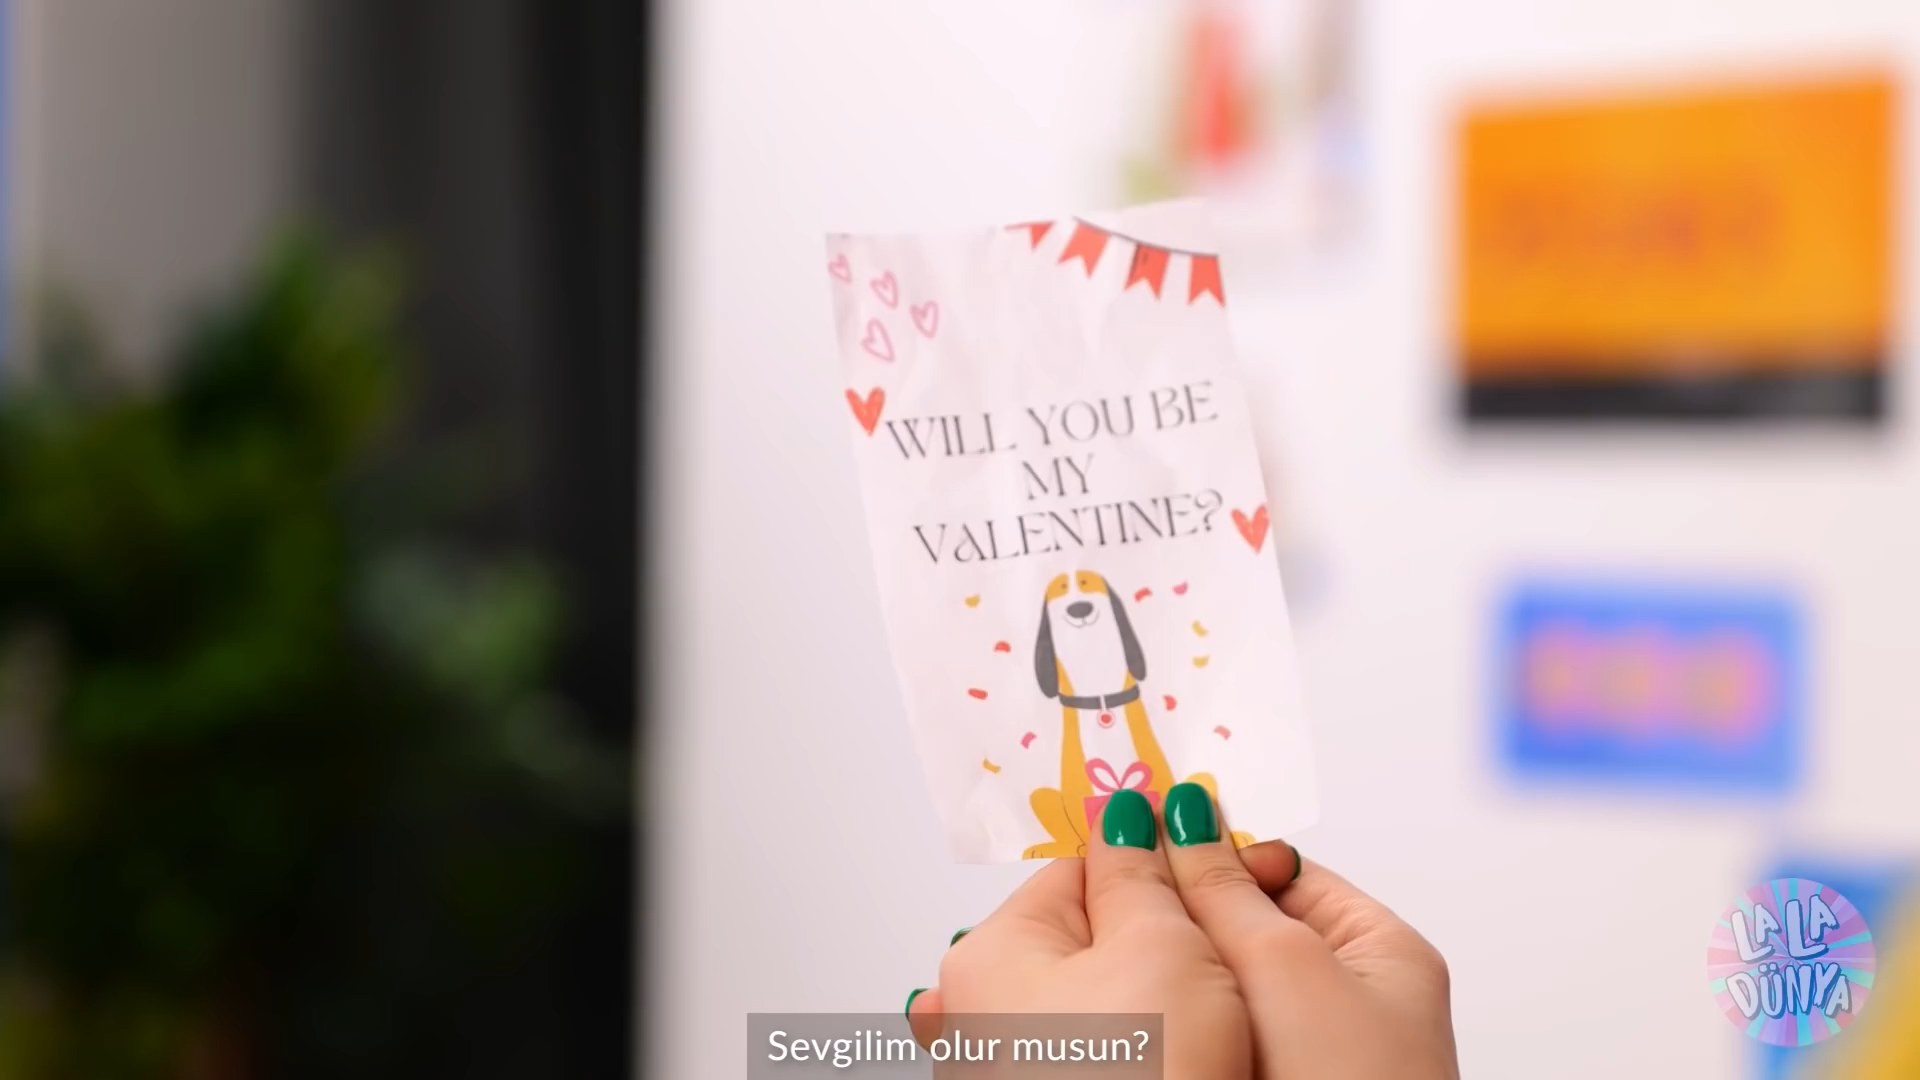 WILL YOU BE
MY
VALENTINE?
LA LA
DÜNYA
Sevgilim olur musun?